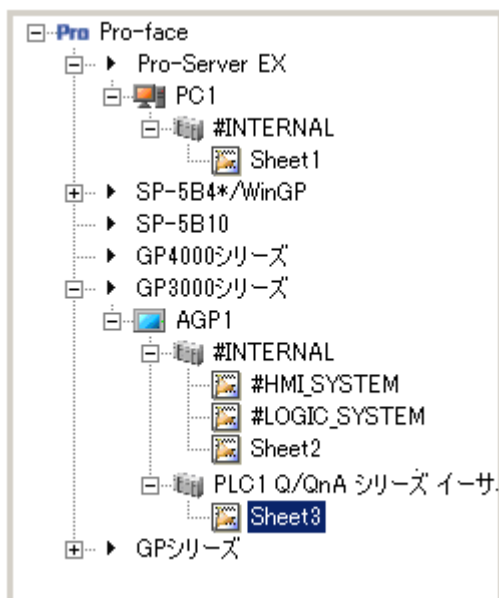 Pro Pro-face
Pro-Server EX
PC1
#INTERNAL
Sheet1
SP-5B4*/WinGP
SP-5B10
GP4000シリーズ
GP3000シリーズ
AGP1
#INTERNAL
#HMI_SYSTEM
#LOGIC_SYSTEM
Sheet2
PLC1 Q/QnA シリーズ イーサ
Sheet3
GPシリーズ